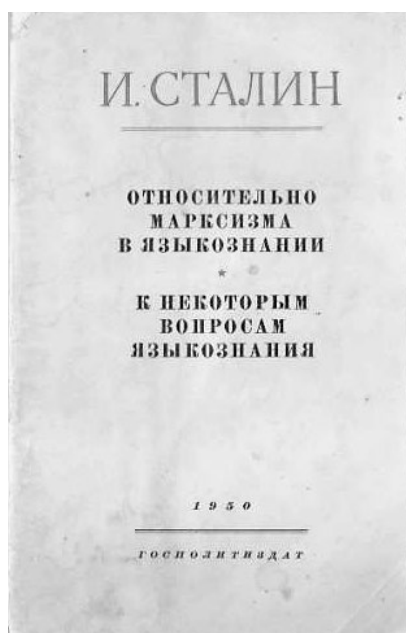 И. СТАЛИН
ОТНОСИТЕЛЬНО
МАРКСИЗМА
В ЯЗЫКОЗНАНИИ
К НЕКОТОРЫМ
ВОПРОСАМ
ЯЗЫКОЗНАНИЯ
1950
ГОСПОЛИТИЗДАТ